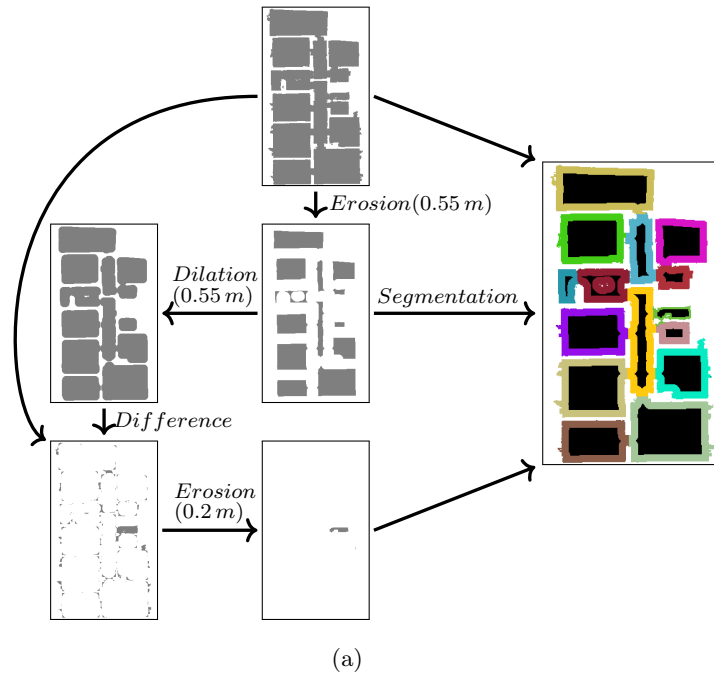 Erosion(0.55 m)
Dilation
(0.55 m)
Segmentation
Difference
Erosion
(0.2 m)
(a)